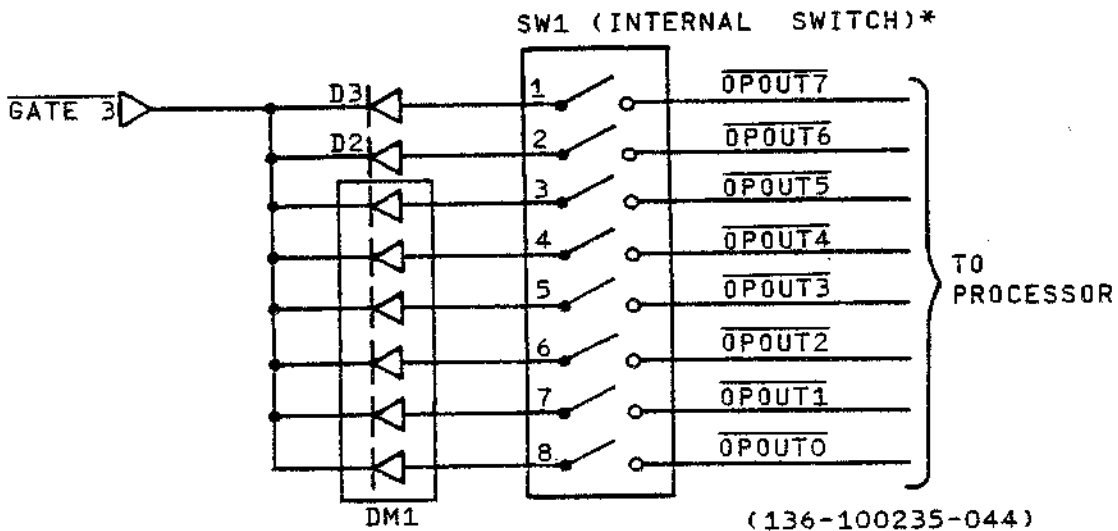 SW1 (INTERNAL SWITCH)*
GATE 3
D3
1
OPOUT7
D2
2
OPOUT6
3
OPOUT5
4
OPOUT4
5
OPOUT3
6
OPOUT2
7
OPOUT1
8
OPOUT0
TO
PROCESSOR
DM1
(136-100235-044)